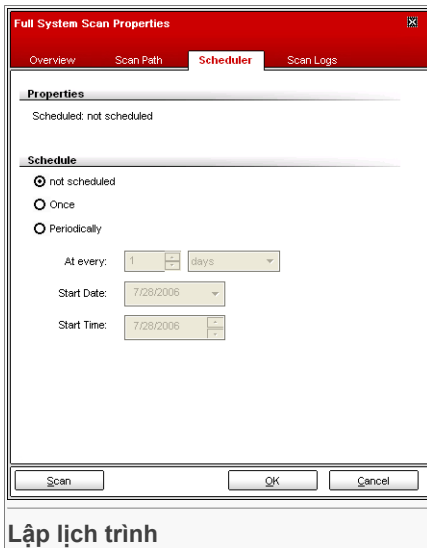 Full System Scan Properties
Overview Scan Path Scheduler Scan Logs
Properties
Scheduled: not scheduled
Schedule
not scheduled
Once
Periodically
At every: 1 days
Start Date: 7/28/2006
Start Time: 7/28/2006
Scan OK Cancel
Lập lịch trình